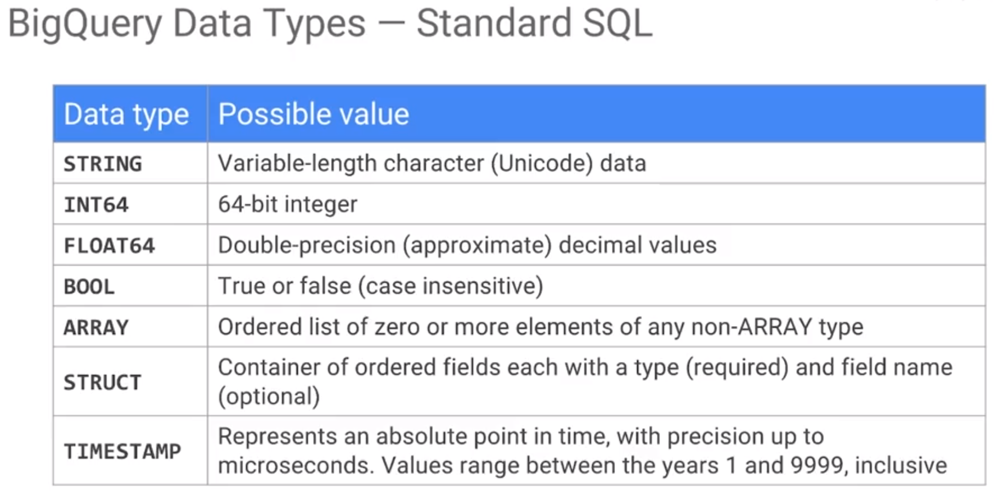 BigQuery Data Types — Standard SQL
Data type Possible value
STRING Variable-length character (Unicode) data
INT64 64-bit integer
FLOAT64 Double-precision (approximate) decimal values
BOOL True or false (case insensitive)
ARRAY Ordered list of zero or more elements of any non-ARRAY type
STRUCT Container of ordered fields each with a type (required) and field name
(optional)
TIMESTAMP Represents an absolute point in time, with precision up to
microseconds. Values range between the years 1 and 9999, inclusive